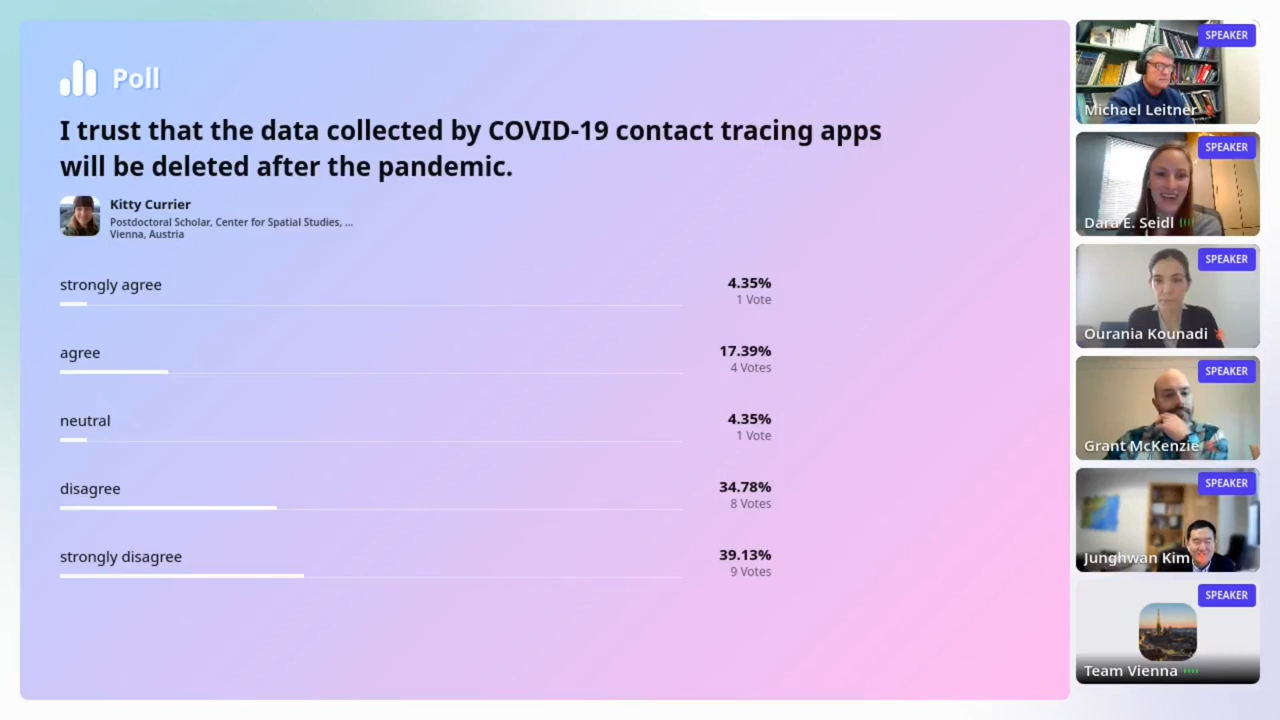 Poll
I trust that the data collected by COVID-19 contact tracing apps
will be deleted after the pandemic.
Kitty Currier
Postdoctoral Scholar, Center for Spatial Studies, ...
Vienna, Austria
strongly agree
4.35%
1 Vote
agree
17.39%
4 Votes
neutral
4.35%
1 Vote
disagree
34.78%
8 Votes
strongly disagree
39.13%
9 Votes
SPEAKER
Michael Leitner
SPEAKER
Dara E. Seidl
SPEAKER
Ourania Kounadi
SPEAKER
Grant McKenzie
SPEAKER
Junghwan Kim
SPEAKER
Team Vienna